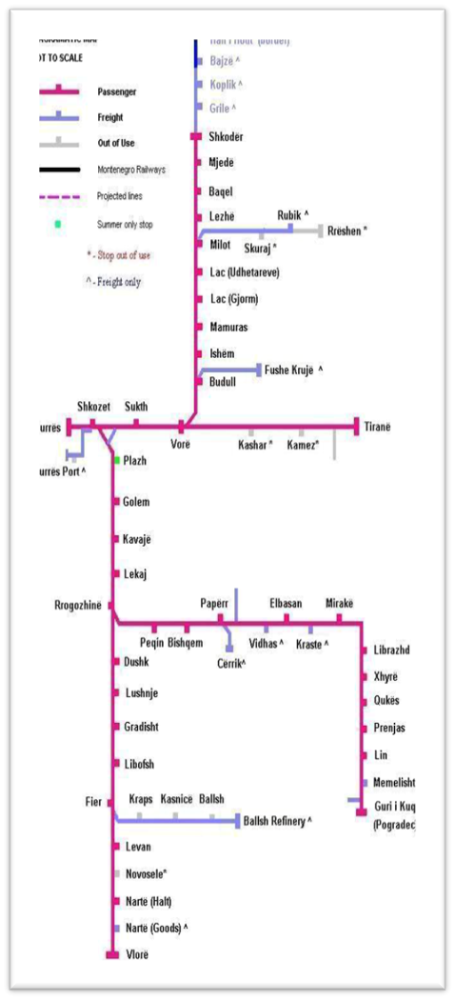 OT TO SCALE
Passenger
Freight
Out of Use
Montenegro Railways
Projected lines
Summer only stop
* - Stop out of use
^ - Freight only
Bajzë ^
Koplik ^
Grile ^
Shkodër
Mjedë
Baqel
Lezhë
Rubik ^
Rrëshen *
Milot
Skuraj *
Lac (Udhetareve)
Lac (Gjorm)
Mamuras
Ishëm
Fushe Krujë ^
Budull
Shkozet
Sukth
urrës
Tiranë
Vorë
Kashar *
Kamez*
Plazh
urrës Port ^
Golem
Kavajë
Lekaj
Rrogozhinë
Papërr
Elbasan
Mirakë
Peqin
Bishqem
Vidhas ^
Kraste ^
Librazhd
Cërrik^
Dushk
Xhyrë
Lushnje
Qukës
Gradisht
Prenjas
Lin
Libofsh
Memelisht
Fier
Kraps
Kasnicë
Ballsh
Guri i Kuq
(Pogradec
Ballsh Refinery ^
Levan
Novosele*
Nartë (Halt)
Nartë (Goods) ^
Vlorë